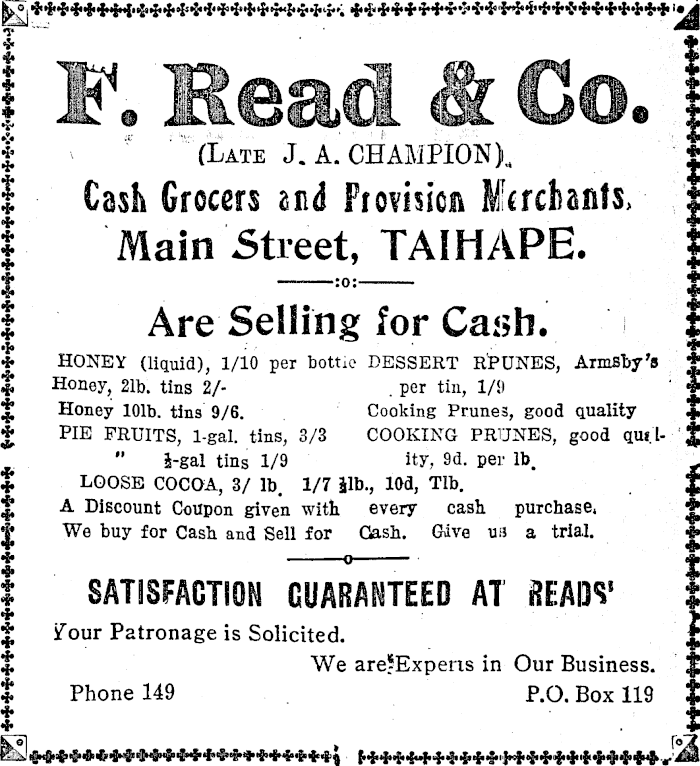 F. Read & Co.
(LATE J. A. CHAMPION).
Cash Grocers and Provision Merchants,
Main Street, TAIHAPE.
:o:
Are Selling for Cash.
HONEY (liquid), 1/10 per bottle
Honey, 2lb. tins 2/-
Honey 10lb. tins 9/6.
PIE FRUITS, 1-gal. tins, 3/3
" ½-gal tins 1/9
DESSERT RPUNES, Armsby's
per tin, 1/9
Cooking Prunes, good quality
COOKING PRUNES, good qual-
ity, 9d. per lb.
LOOSE COCOA, 3/ lb. 1/7 ½lb., 10d, Tlb.
A Discount Coupon given with every cash purchase.
We buy for Cash and Sell for Cash. Give us a trial.
o
SATISFACTION GUARANTEED AT READS'
Your Patronage is Solicited.
We are Experts in Our Business.
Phone 149
P.O. Box 119